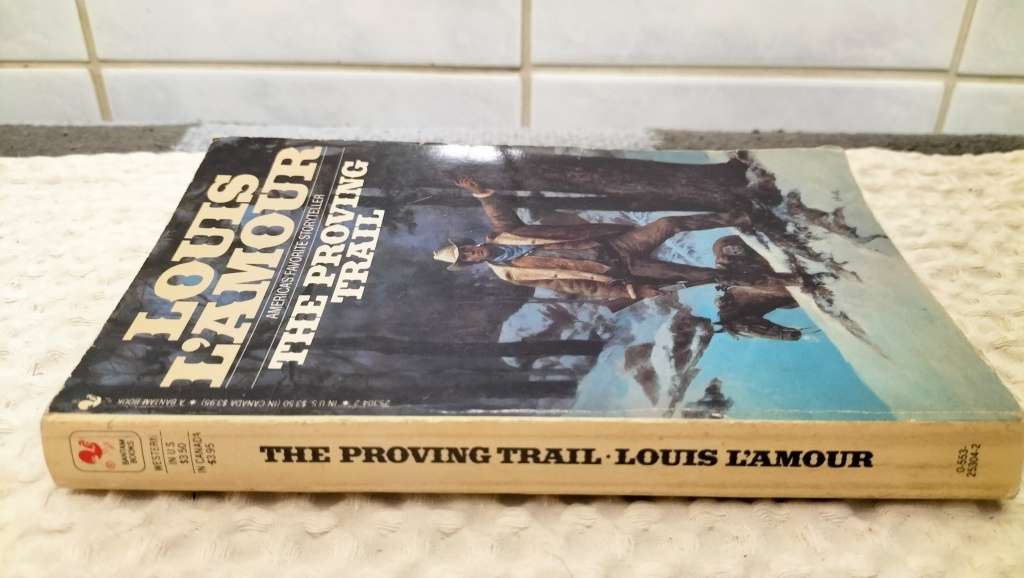 LOUIS
L'AMOUR
AMERICA'S FAVORITE STORYTELLER
THE PROVING
TRAIL
25304-2 ★ IN U.S. $3.50 (IN CANADA $3.95) ★ A BANTAM BOOK
BANTAM
BOOKS
WESTERN
IN U.S.
$3.50
IN CANADA
$3.95
THE PROVING TRAIL · LOUIS L'AMOUR
0-553-
25304-2